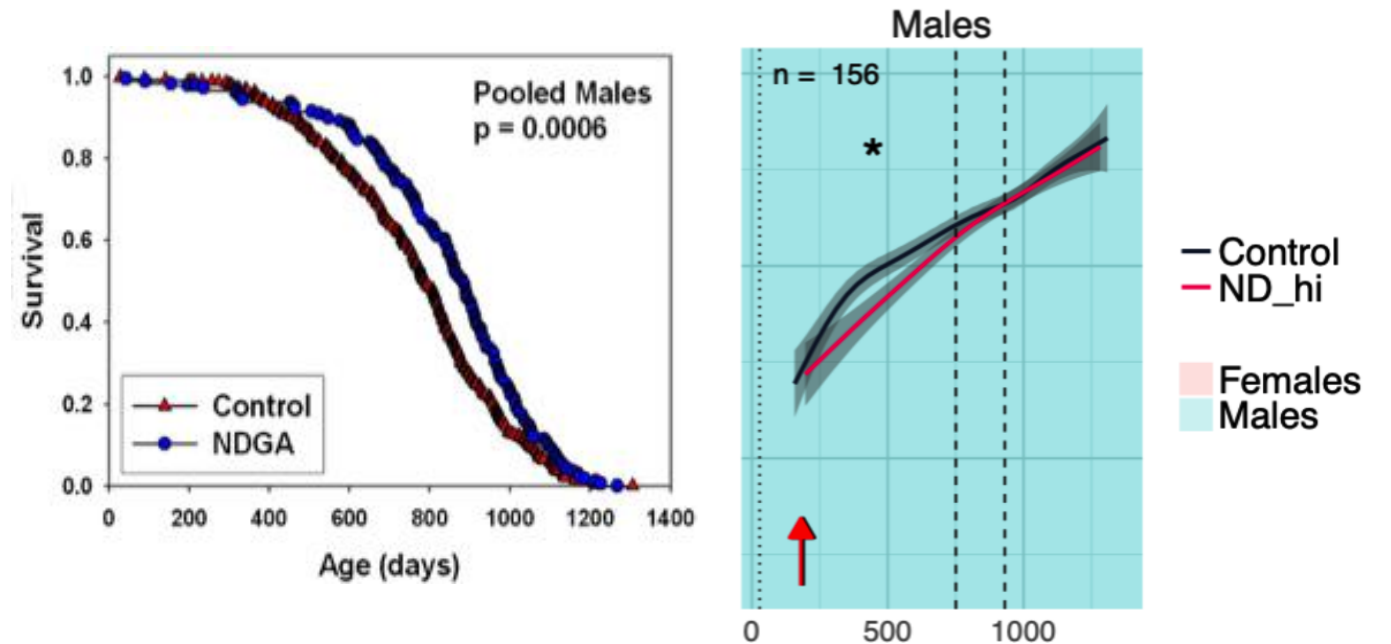 Pooled Males
p = 0.0006
Survival
1.0
0.8
0.6
0.4
0.2
0.0
Control
NDGA
0 200 400 600 800 1000 1200 1400
Age (days)
Males
n = 156
*
0 500 1000
Control
ND_hi
Females
Males